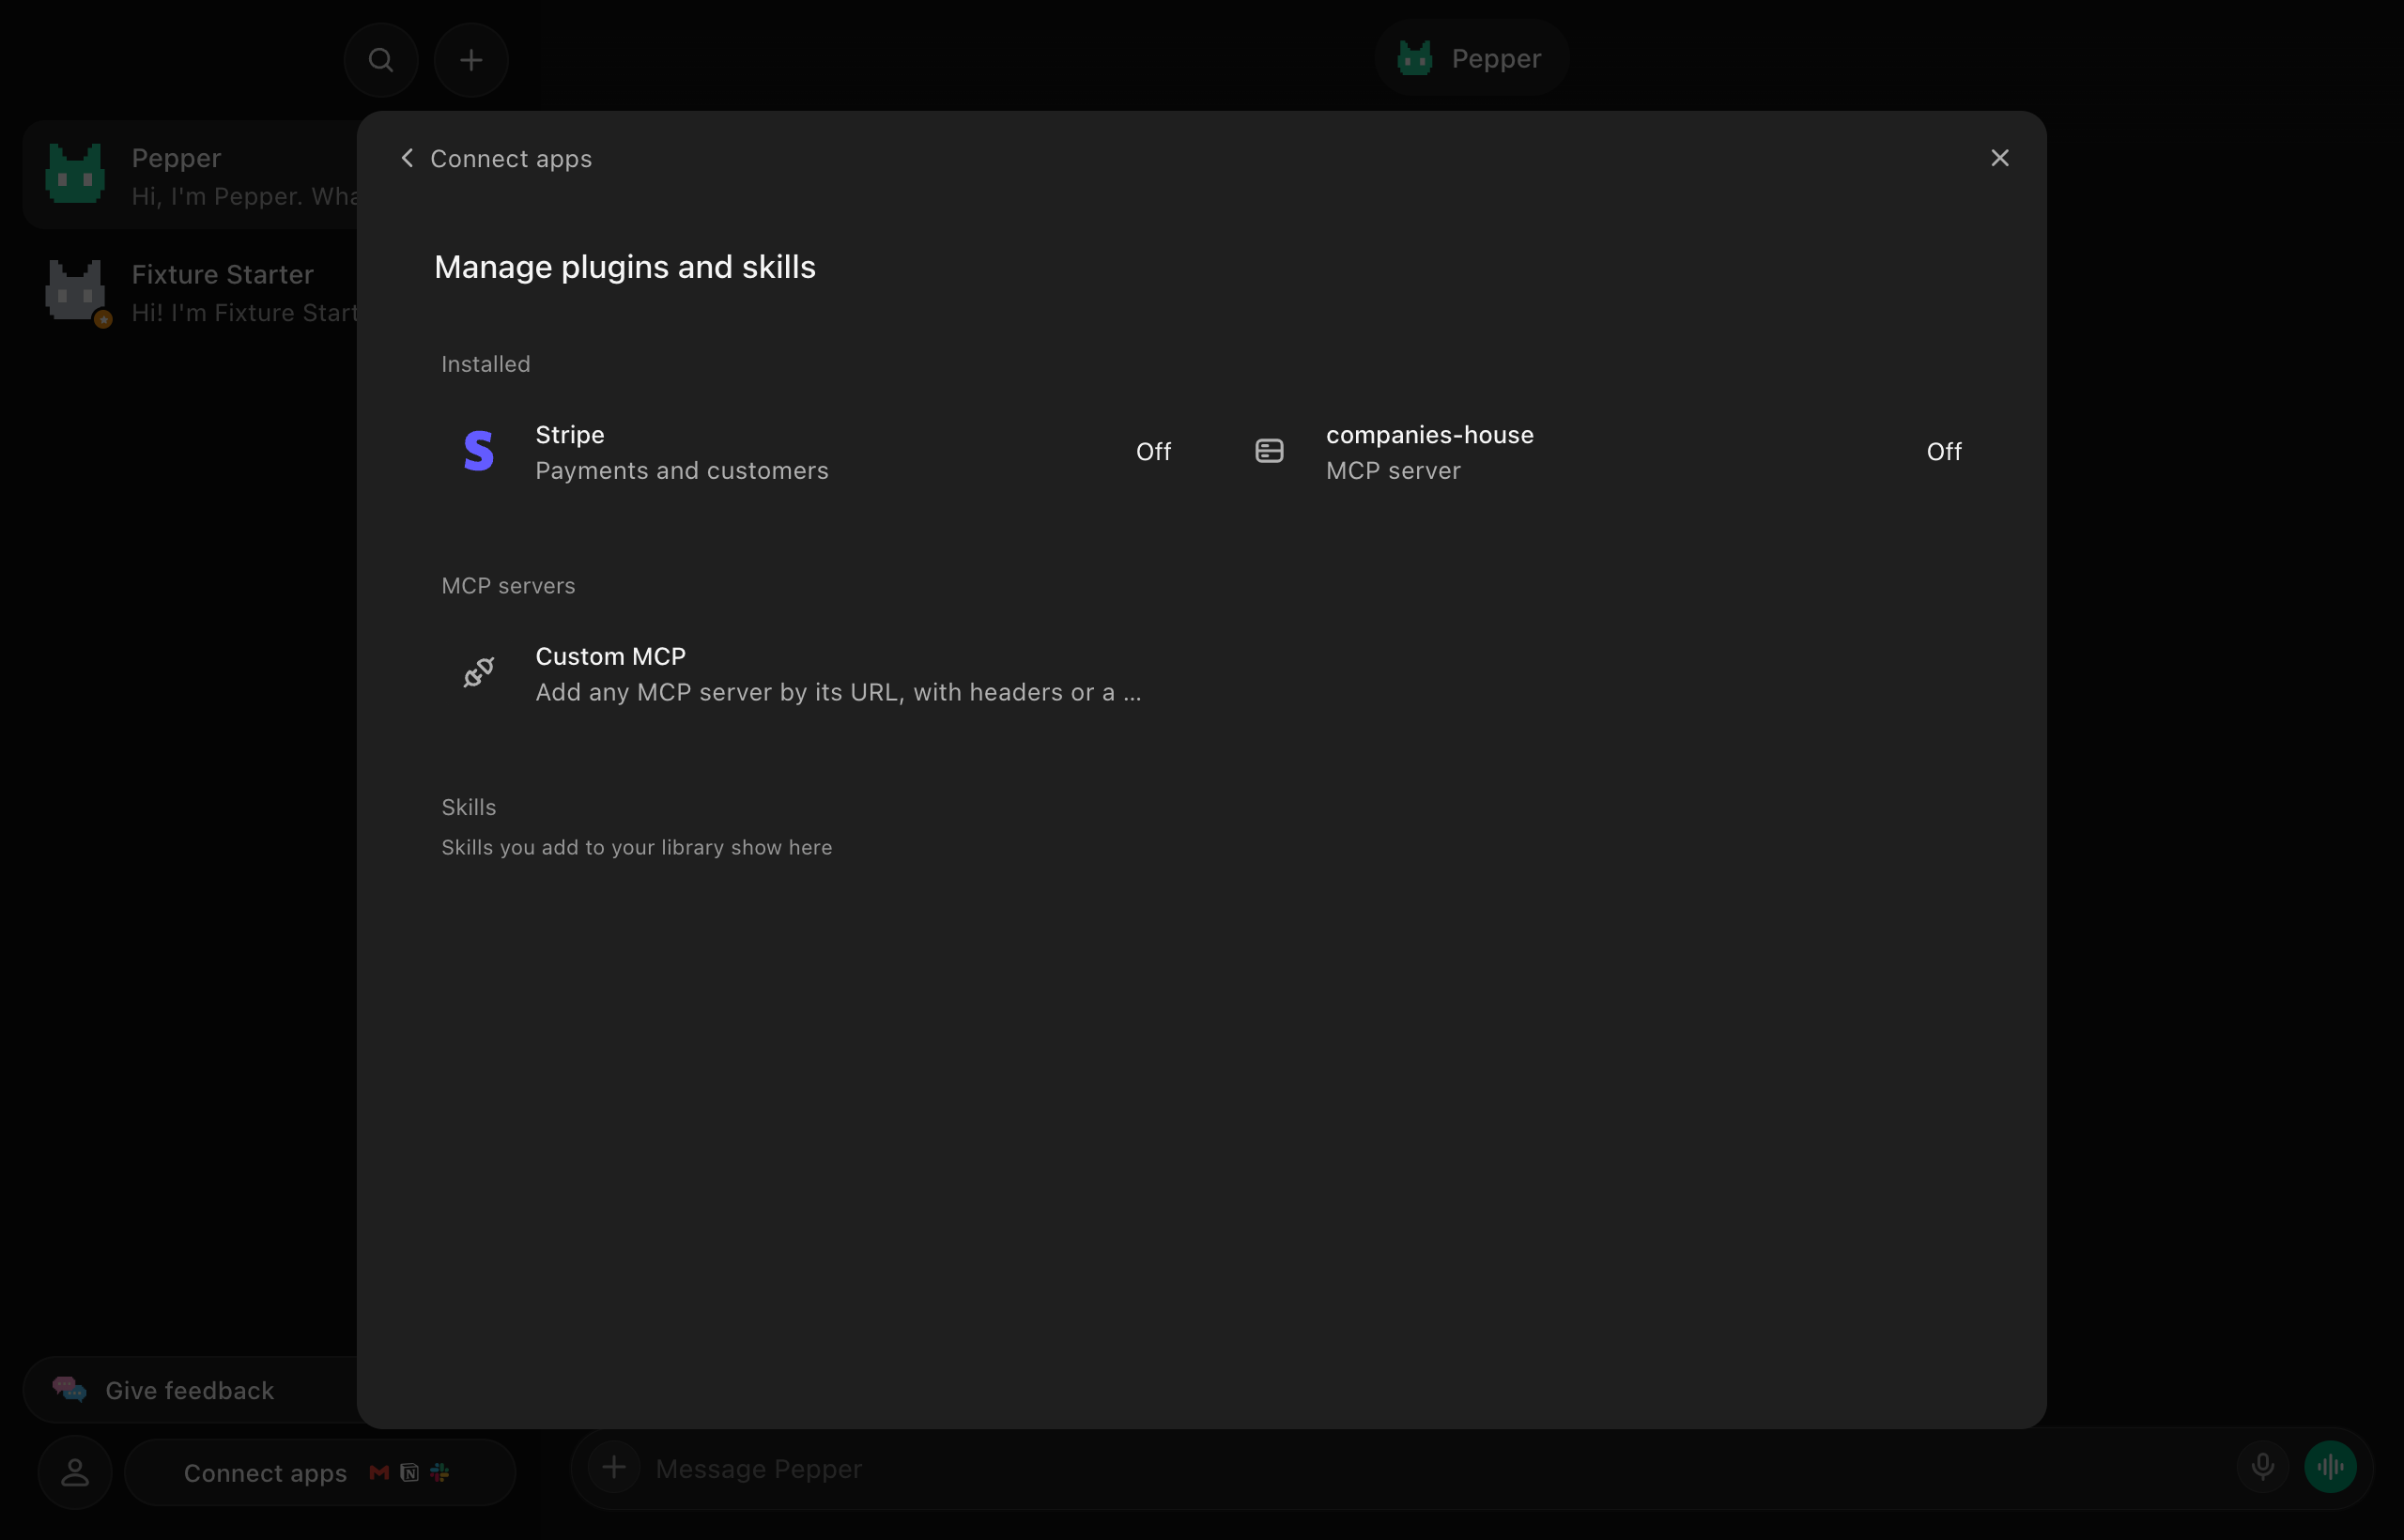 Pepper
Pepper
Hi, I'm Pepper. Wha
Fixture Starter
Hi! I'm Fixture Start
Connect apps
Manage plugins and skills
Installed
Stripe
Payments and customers
Off
companies-house
MCP server
Off
MCP servers
Custom MCP
Add any MCP server by its URL, with headers or a ...
Skills
Skills you add to your library show here
Give feedback
Connect apps
Message Pepper